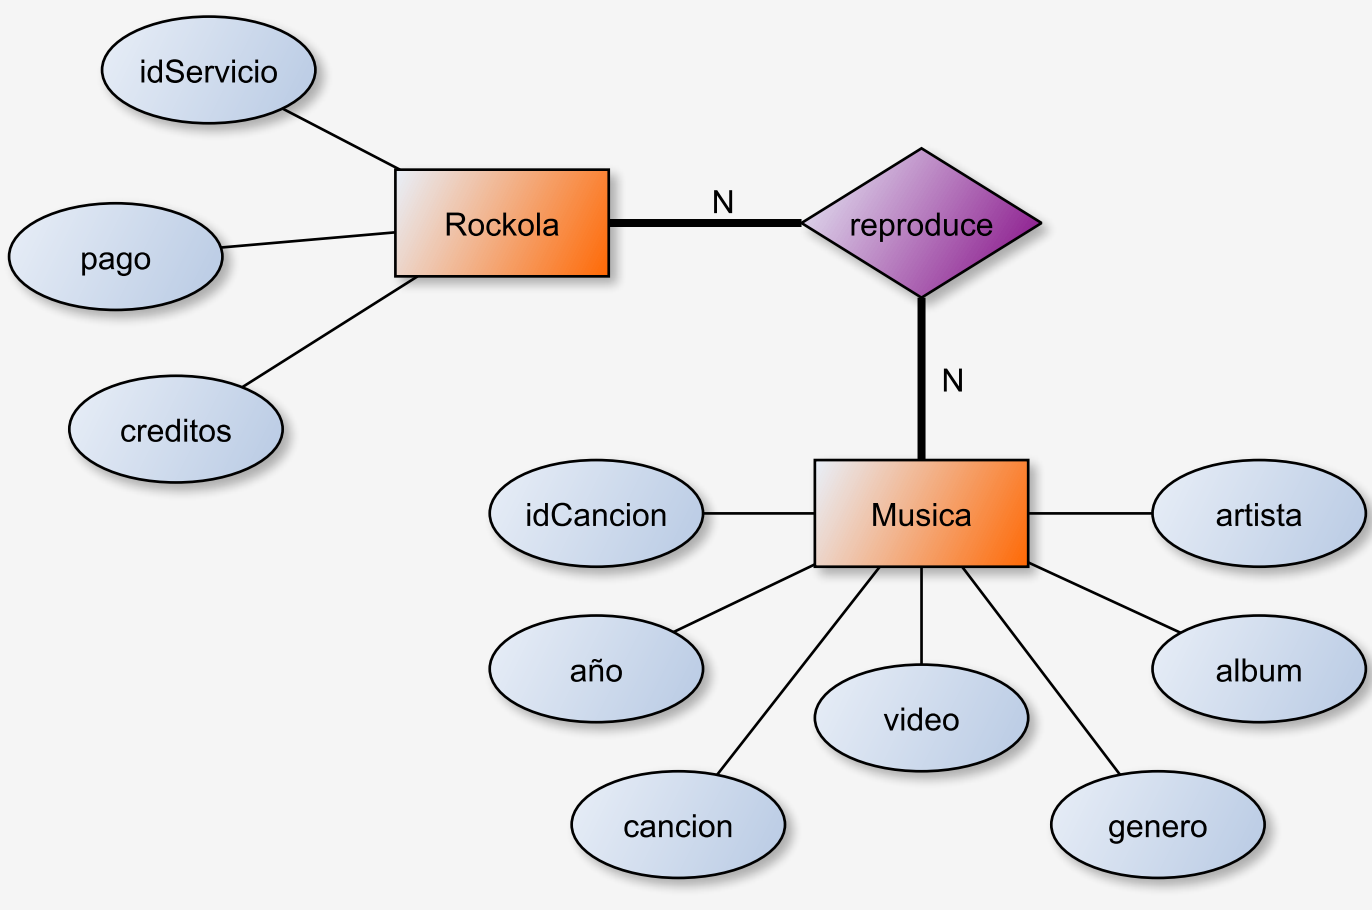 idServicio
pago
creditos
Rockola
N
reproduce
N
Musica
idCancion
año
cancion
video
genero
album
artista